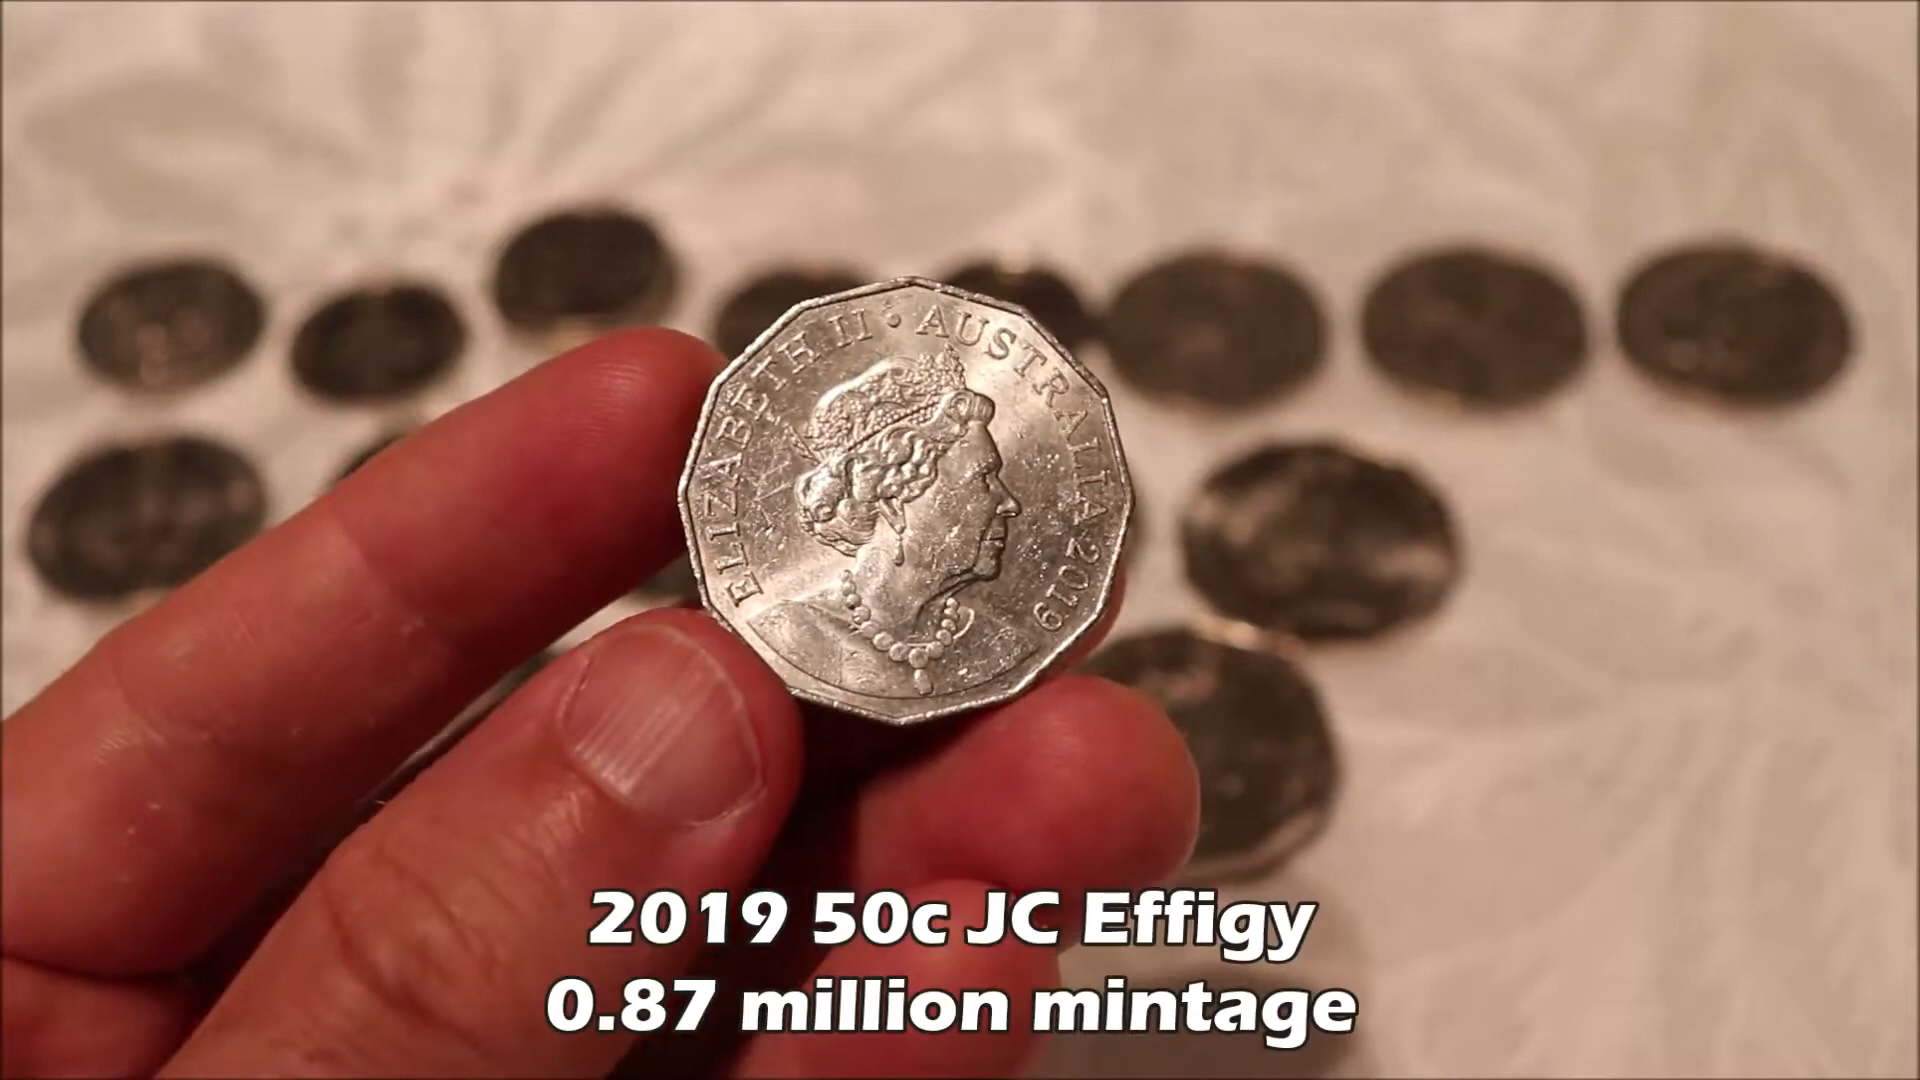 ELIZABETH II • AUSTRALIA 2019
2019 50c JC Effigy
0.87 million mintage